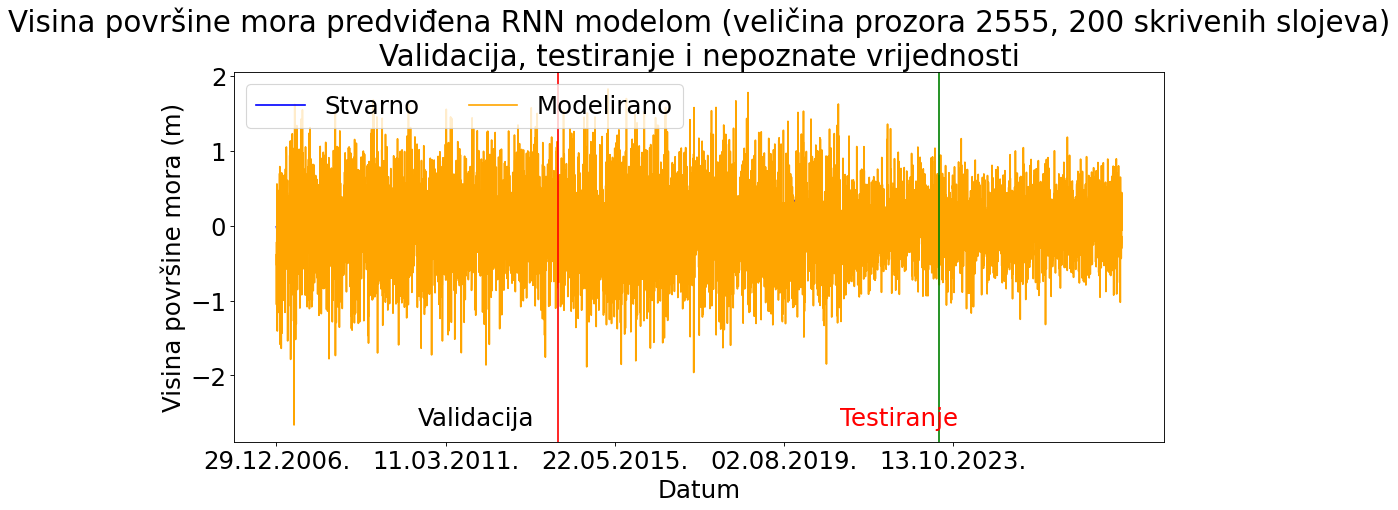 Visina površine mora predviđena RNN modelom (veličina prozora 2555, 200 skrivenih slojeva)
Validacija, testiranje i nepoznate vrijednosti
Stvarno Modelirano
Visina površine mora (m)
2
1
0
−1
−2
Validacija Testiranje
29.12.2006. 11.03.2011. 22.05.2015. 02.08.2019. 13.10.2023.
Datum